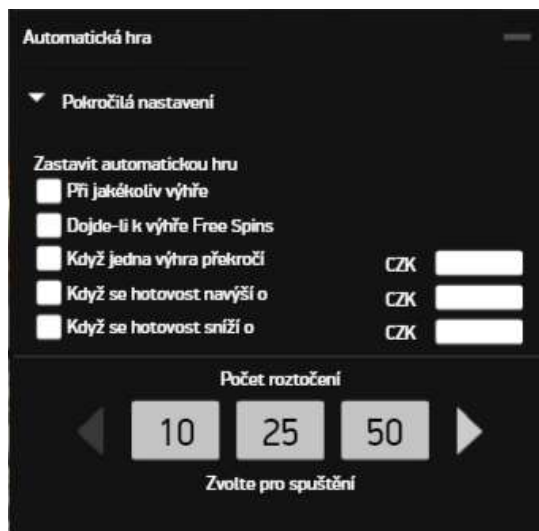 Automatická hra
Pokročilá nastavení
Zastavit automatickou hru
Při jakékoliv výhře
Dojde-li k výhře Free Spins
Když jedna výhra překročí CZK
Když se hotovost navýší o CZK
Když se hotovost sníží o CZK
Počet roztočení
10 25 50
Zvolte pro spuštění